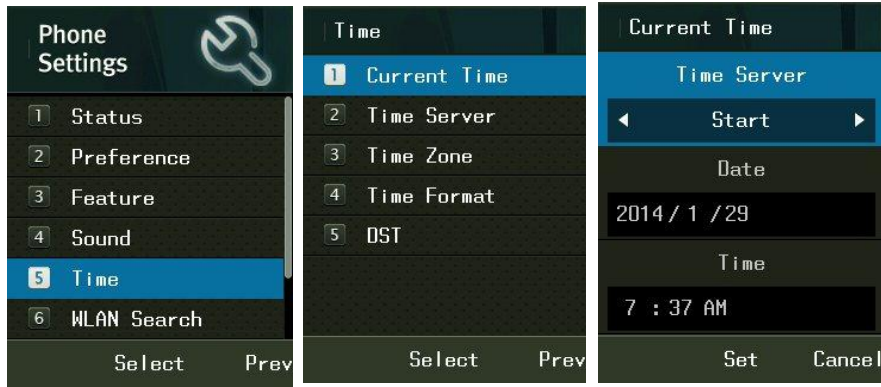 Phone
Settings
1 Status
2 Preference
3 Feature
4 Sound
5 Time
6 WLAN Search
Select Prev
Time
1 Current Time
2 Time Server
3 Time Zone
4 Time Format
5 DST
Select Prev
Current Time
Time Server
Start
Date
2014/ 1 /29
Time
7 : 37 AM
Set Cancel